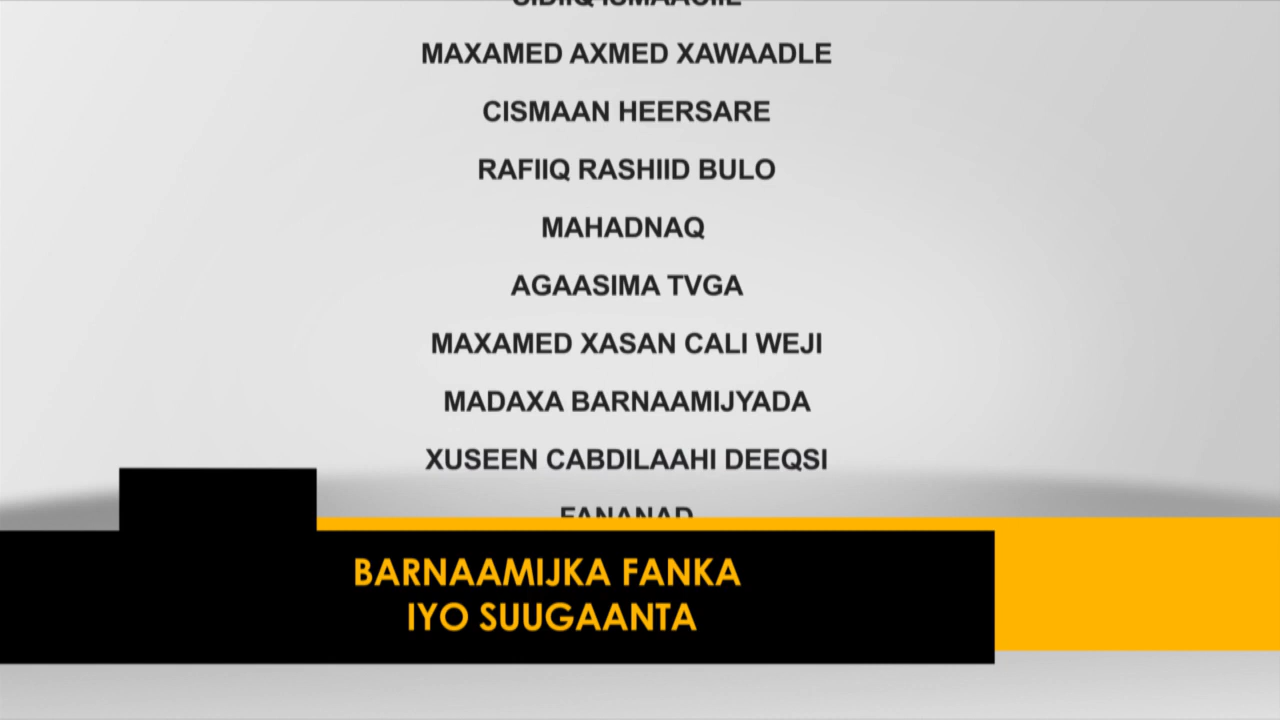 MAXAMED AXMED XAWAADLE
CISMAAN HEERSARE
RAFIIQ RASHIID BULO
MAHADNAQ
AGAASIMA TVGA
MAXAMED XASAN CALI WEJI
MADAXA BARNAAMIJYADA
XUSEEN CABDILAAHI DEEQSI
FANANAD
BARNAAMIJKA FANKA
IYO SUUGAANTA